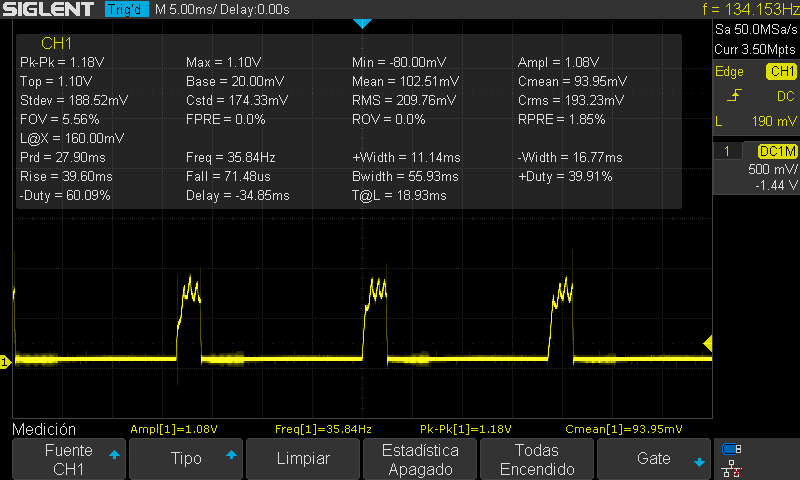 SIGLENT Trig'd M 5.00ms/ Delay:0.00s f = 134.153Hz
Sa 50.0MSa/s
Curr 3.50Mpts
Edge CH1
DC
L 190 mV
1 DC1M
500 mV/
-1.44 V
CH1
Pk-Pk = 1.18V Max = 1.10V Min = -80.00mV Ampl = 1.08V
Top = 1.10V Base = 20.00mV Mean = 102.51mV Cmean = 93.95mV
Stdev = 188.52mV Cstd = 174.33mV RMS = 209.76mV Crms = 193.23mV
FOV = 5.56% FPRE = 0.0% ROV = 0.0% RPRE = 1.85%
L@X = 160.00mV
Prd = 27.90ms Freq = 35.84Hz +Width = 11.14ms -Width = 16.77ms
Rise = 39.60ms Fall = 71.48us Bwidth = 55.93ms +Duty = 39.91%
-Duty = 60.09% Delay = -34.85ms T@L = 18.93ms
1
Medición Ampl[1]=1.08V Freq[1]=35.84Hz Pk-Pk[1]=1.18V Cmean[1]=93.95mV
Fuente
CH1
Tipo
Limpiar
Estadística
Apagado
Todas
Encendido
Gate